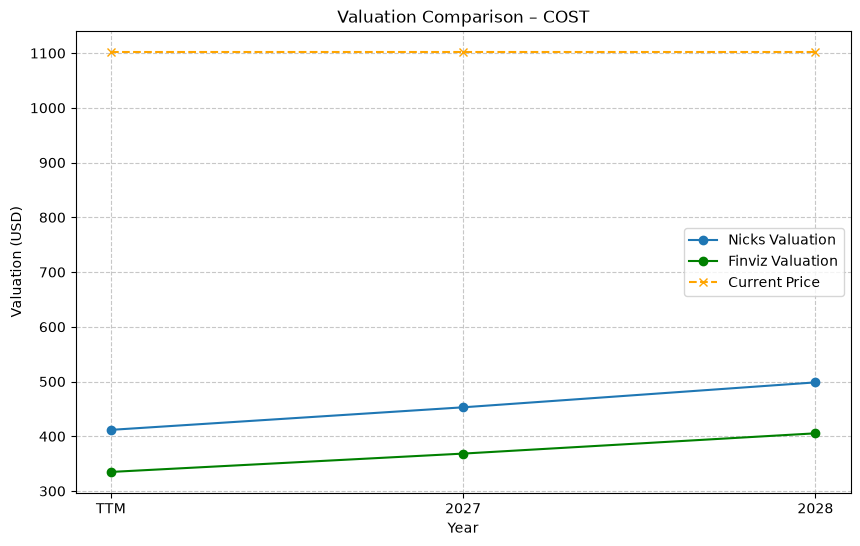 Valuation Comparison – COST
Valuation (USD)
1100
1000
900
800
700
600
500
400
300
Nicks Valuation
Finviz Valuation
Current Price
TTM
2027
2028
Year